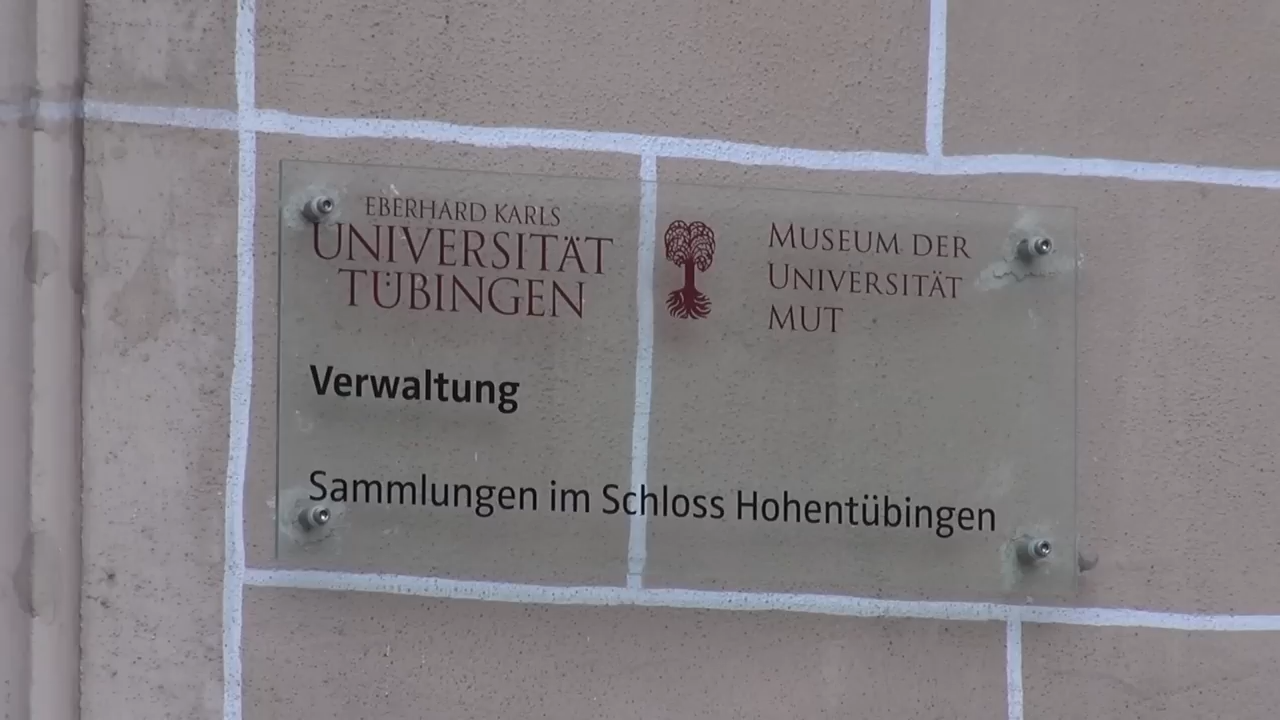 EBERHARD KARLS
UNIVERSITÄT
TÜBINGEN
MUSEUM DER
UNIVERSITÄT
MUT
Verwaltung
Sammlungen im Schloss Hohentübingen